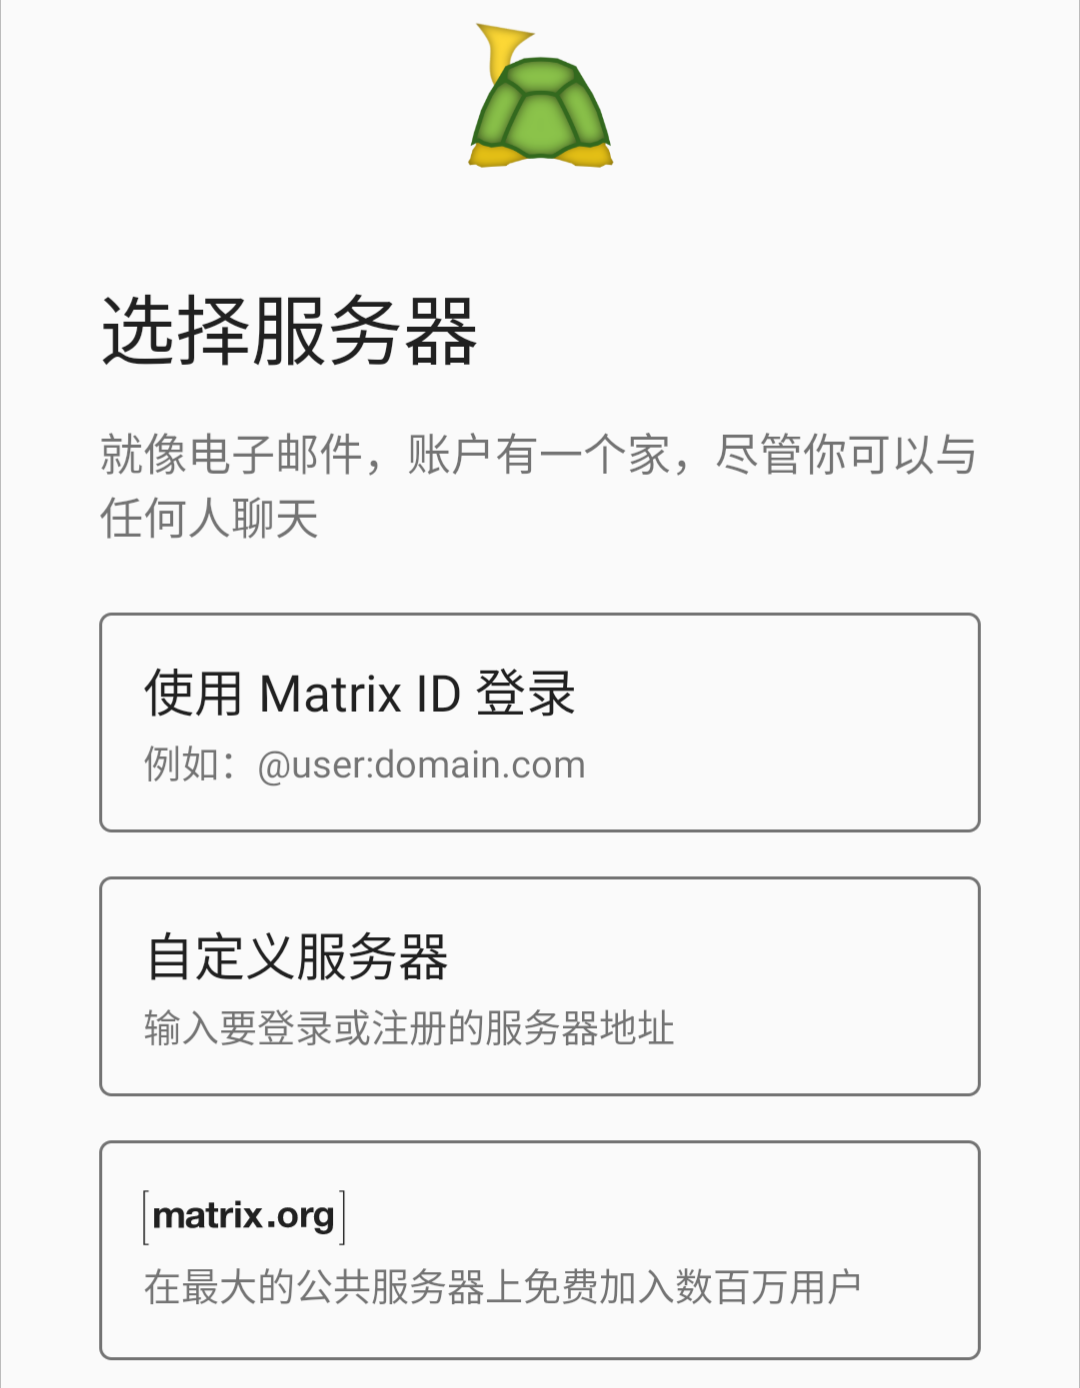 选择服务器
就像电子邮件，账户有一个家，尽管你可以与
任何人聊天
使用 Matrix ID 登录
例如：@user:domain.com
自定义服务器
输入要登录或注册的服务器地址
[matrix.org]
在最大的公共服务器上免费加入数百万用户